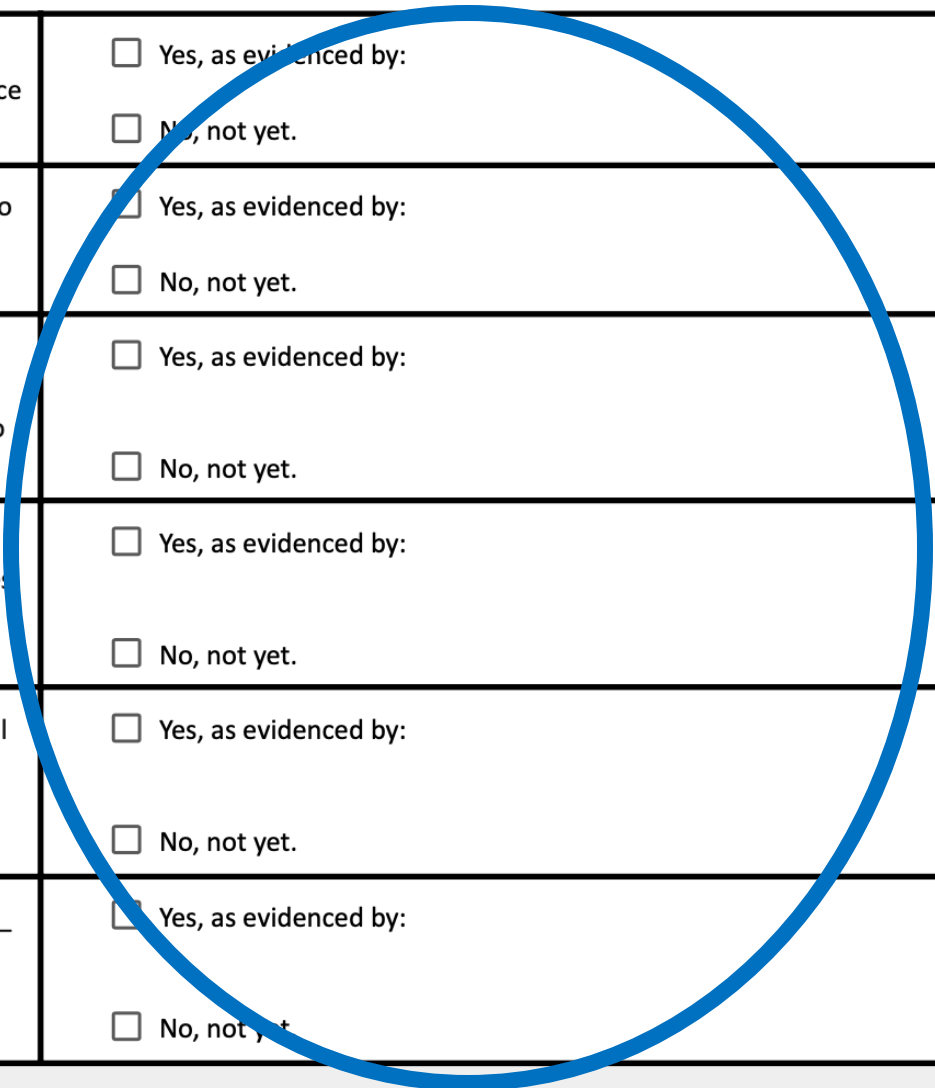 Yes, as evidenced by:
ce
No, not yet.
o
Yes, as evidenced by:
No, not yet.
Yes, as evidenced by:
No, not yet.
Yes, as evidenced by:
No, not yet.
l
Yes, as evidenced by:
No, not yet.
Yes, as evidenced by:
No, not yet.